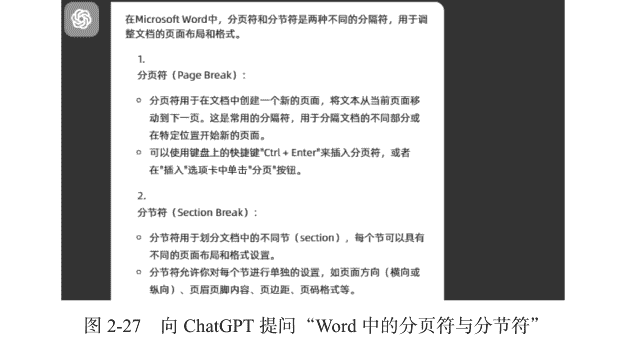 在Microsoft Word中，分页符和分节符是两种不同的分隔符，用于调
整文档的页面布局和格式。
1.
分页符（Page Break）：
分页符用于在文档中创建一个新的页面，将文本从当前页面移
动到下一页。这是常用的分隔符，用于分隔文档的不同部分或
在特定位置开始新的页面。
可以使用键盘上的快捷键"Ctrl + Enter"来插入分页符，或者
在"插入"选项卡中单击"分页"按钮。
2.
分节符（Section Break）：
分节符用于划分文档中的不同节（section），每个节可以具有
不同的页面布局和格式设置。
分节符允许你对每个节进行单独的设置，如页面方向（横向或
纵向）、页眉页脚内容、页边距、页码格式等。
图 2-27 向 ChatGPT 提问“Word 中的分页符与分节符”